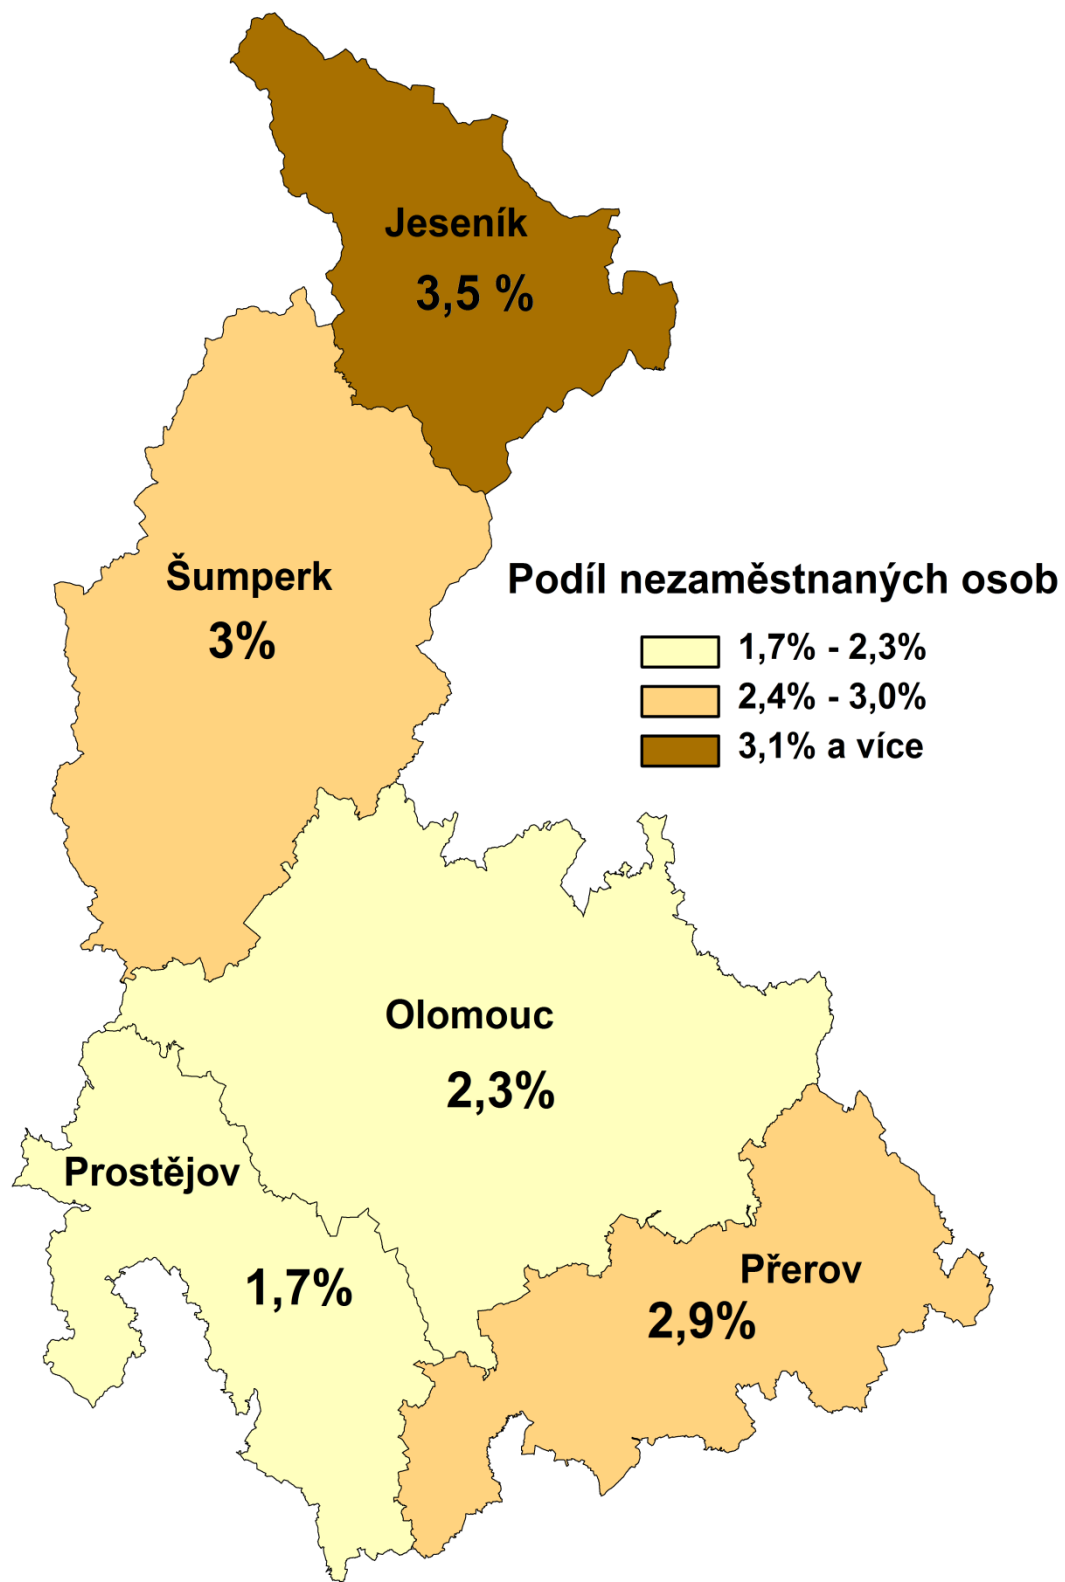 Jeseník
3,5 %
Šumperk
3%
Podíl nezaměstnaných osob
1,7% - 2,3%
2,4% - 3,0%
3,1% a více
Olomouc
2,3%
Prostějov
1,7%
Přerov
2,9%